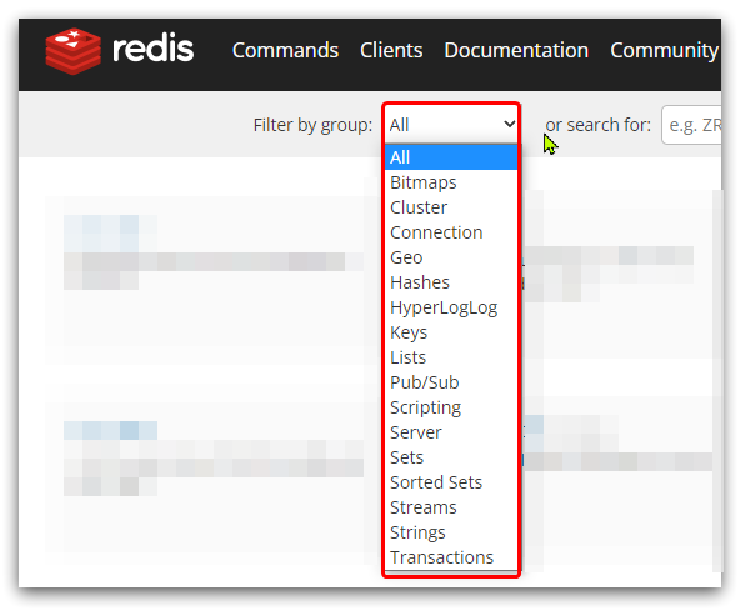 redis Commands Clients Documentation Community
Filter by group: All or search for: e.g. ZR
All
Bitmaps
Cluster
Connection
Geo
Hashes
HyperLogLog
Keys
Lists
Pub/Sub
Scripting
Server
Sets
Sorted Sets
Streams
Strings
Transactions